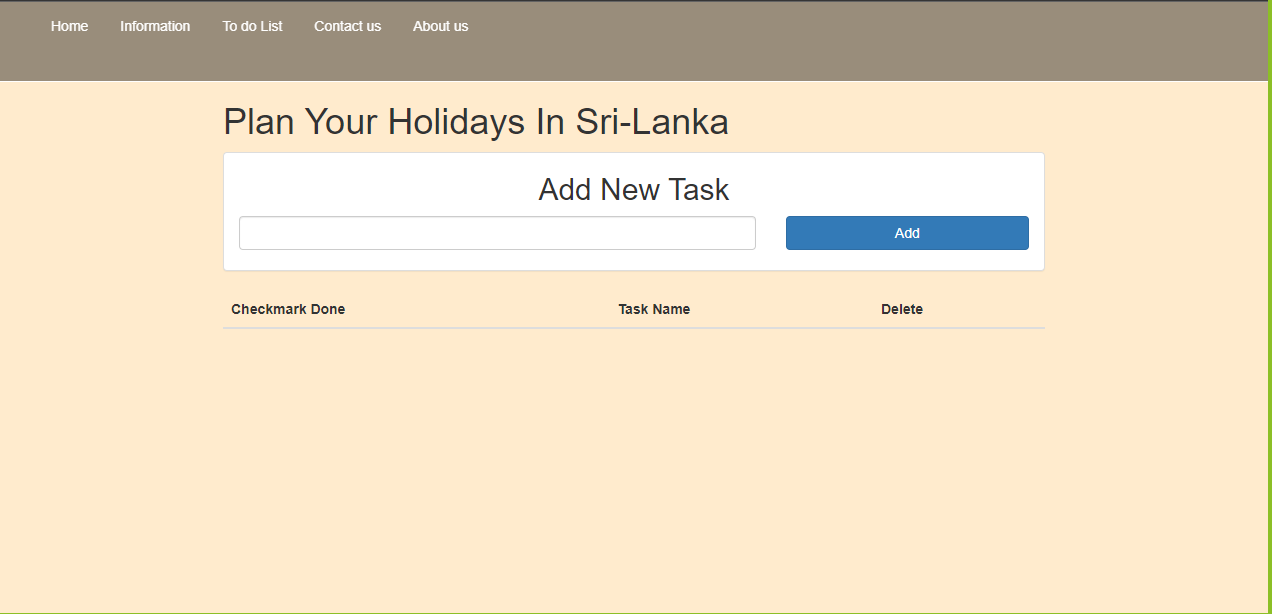 Home Information To do List Contact us About us
Plan Your Holidays In Sri-Lanka
Add New Task
Add
Checkmark Done Task Name Delete